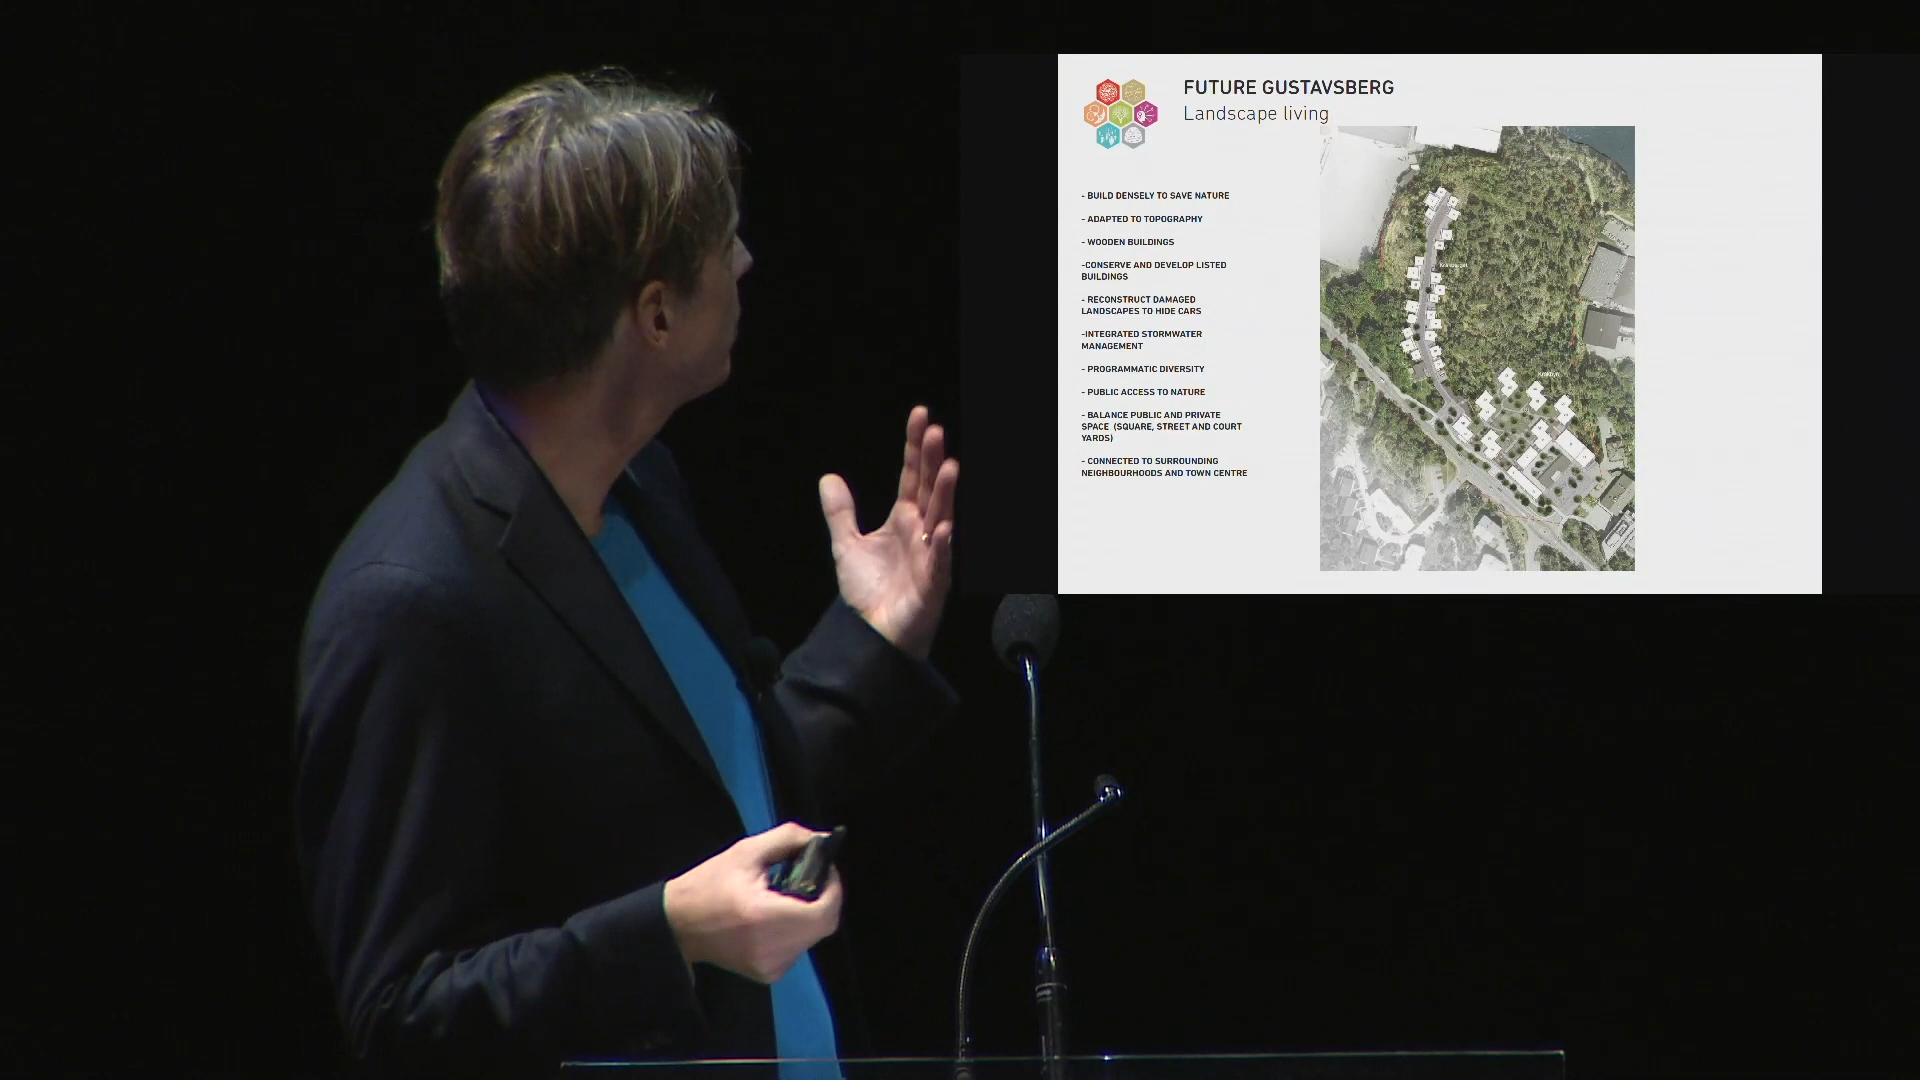 FUTURE GUSTAVSBERG
Landscape living
- BUILD DENSELY TO SAVE NATURE
- ADAPTED TO TOPOGRAPHY
- WOODEN BUILDINGS
-CONSERVE AND DEVELOP LISTED
BUILDINGS
- RECONSTRUCT DAMAGED
LANDSCAPES TO HIDE CARS
-INTEGRATED STORMWATER
MANAGEMENT
- PROGRAMMATIC DIVERSITY
- PUBLIC ACCESS TO NATURE
- BALANCE PUBLIC AND PRIVATE
SPACE (SQUARE, STREET AND COURT
YARDS)
- CONNECTED TO SURROUNDING
NEIGHBOURHOODS AND TOWN CENTRE